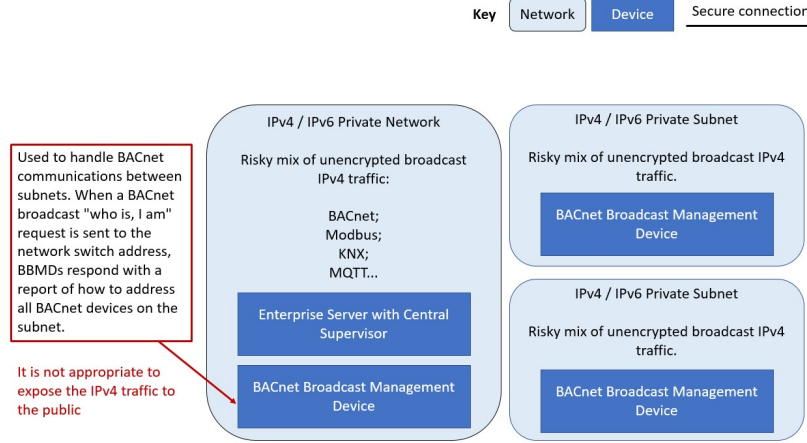 Key
Network
Device
Secure connection
Used to handle BACnet
communications between
subnets. When a BACnet
broadcast "who is, I am"
request is sent to the
network switch address,
BBMDs respond with a
report of how to address
all BACnet devices on the
subnet.
It is not appropriate to
expose the IPv4 traffic to
the public
IPv4 / IPv6 Private Network
Risky mix of unencrypted broadcast
IPv4 traffic:
BACnet;
Modbus;
KNX;
MQTT...
Enterprise Server with Central
Supervisor
BACnet Broadcast Management
Device
IPv4 / IPv6 Private Subnet
Risky mix of unencrypted broadcast IPv4
traffic.
BACnet Broadcast Management
Device
IPv4 / IPv6 Private Subnet
Risky mix of unencrypted broadcast IPv4
traffic.
BACnet Broadcast Management
Device